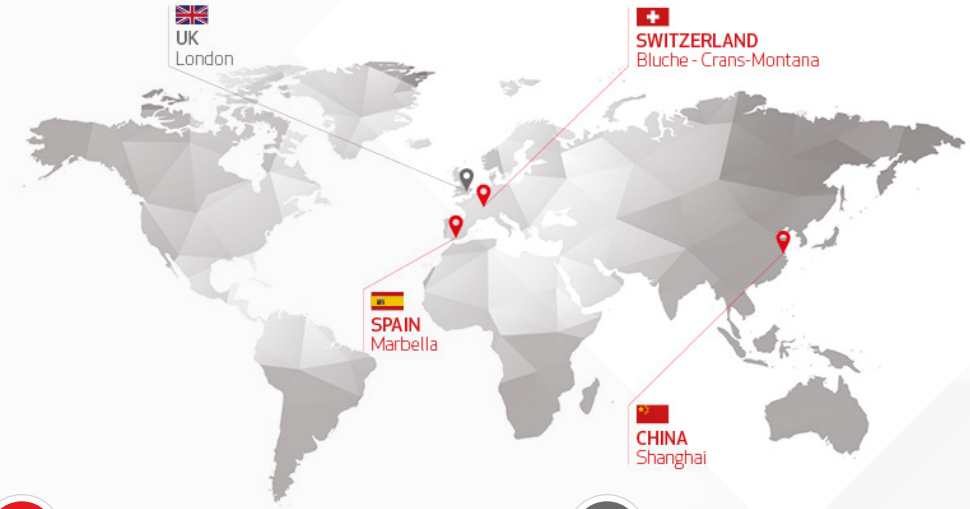 UK
London
SWITZERLAND
Bluche - Crans-Montana
SPAIN
Marbella
CHINA
Shanghai